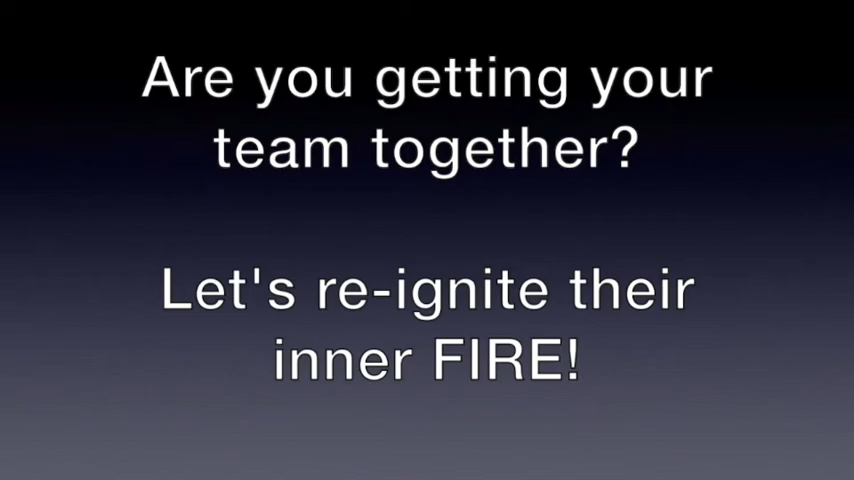 Are you getting your
team together?
Let's re-ignite their
inner FIRE!